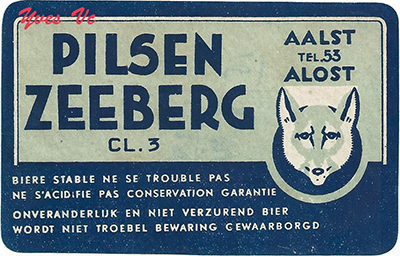 Yves Ve
PILSEN
ZEEBERG
CL.3
AALST
TEL.53
ALOST
BIERE STABLE NE SE TROUBLE PAS
NE S'ACIDIFIE PAS CONSERVATION GARANTIE
ONVERANDERLIJK EN NIET VERZUREND BIER
WORDT NIET TROEBEL BEWARING GEWAARBORGD